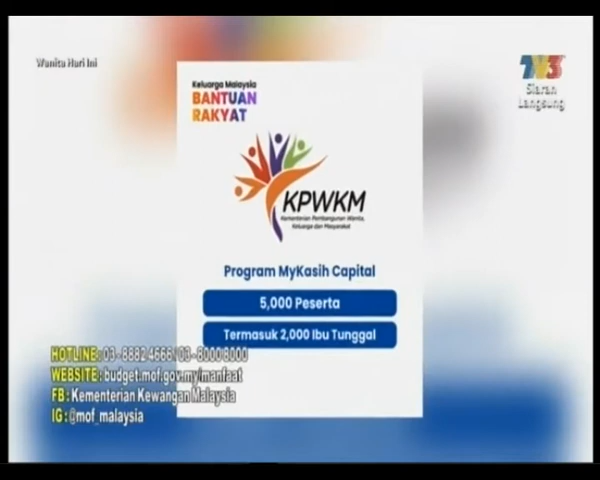 Wanita Hari Ini
TV3
Siaran
Langsung
Keluarga Malaysia
BANTUAN
RAKYAT
KPWKM
Kementerian Pembangunan Wanita,
Keluarga dan Masyarakat
Program MyKasih Capital
5,000 Peserta
Termasuk 2,000 Ibu Tunggal
HOTLINE: 03-8882 4668 / 03-8000 8000
WEBSITE: budget.mof.gov.my/manfaat
FB: Kementerian Kewangan Malaysia
IG: @mof_malaysia